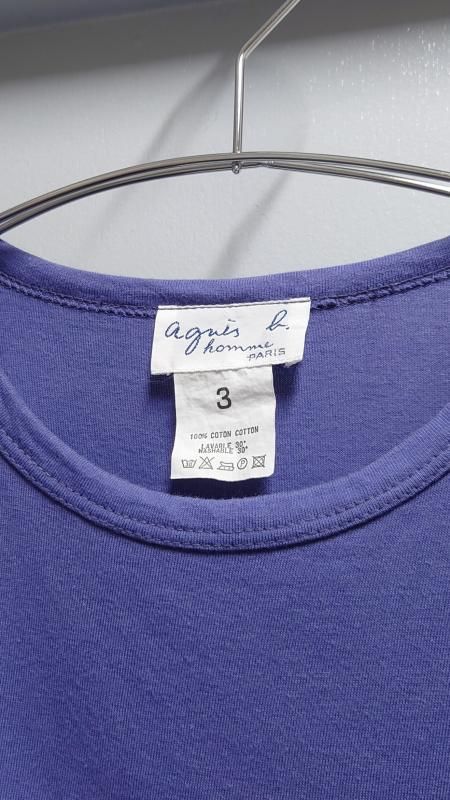 agnès b.
homme
PARIS
3
100% COTON COTTON
LAVABLE 30°
WASHABLE 30°
P